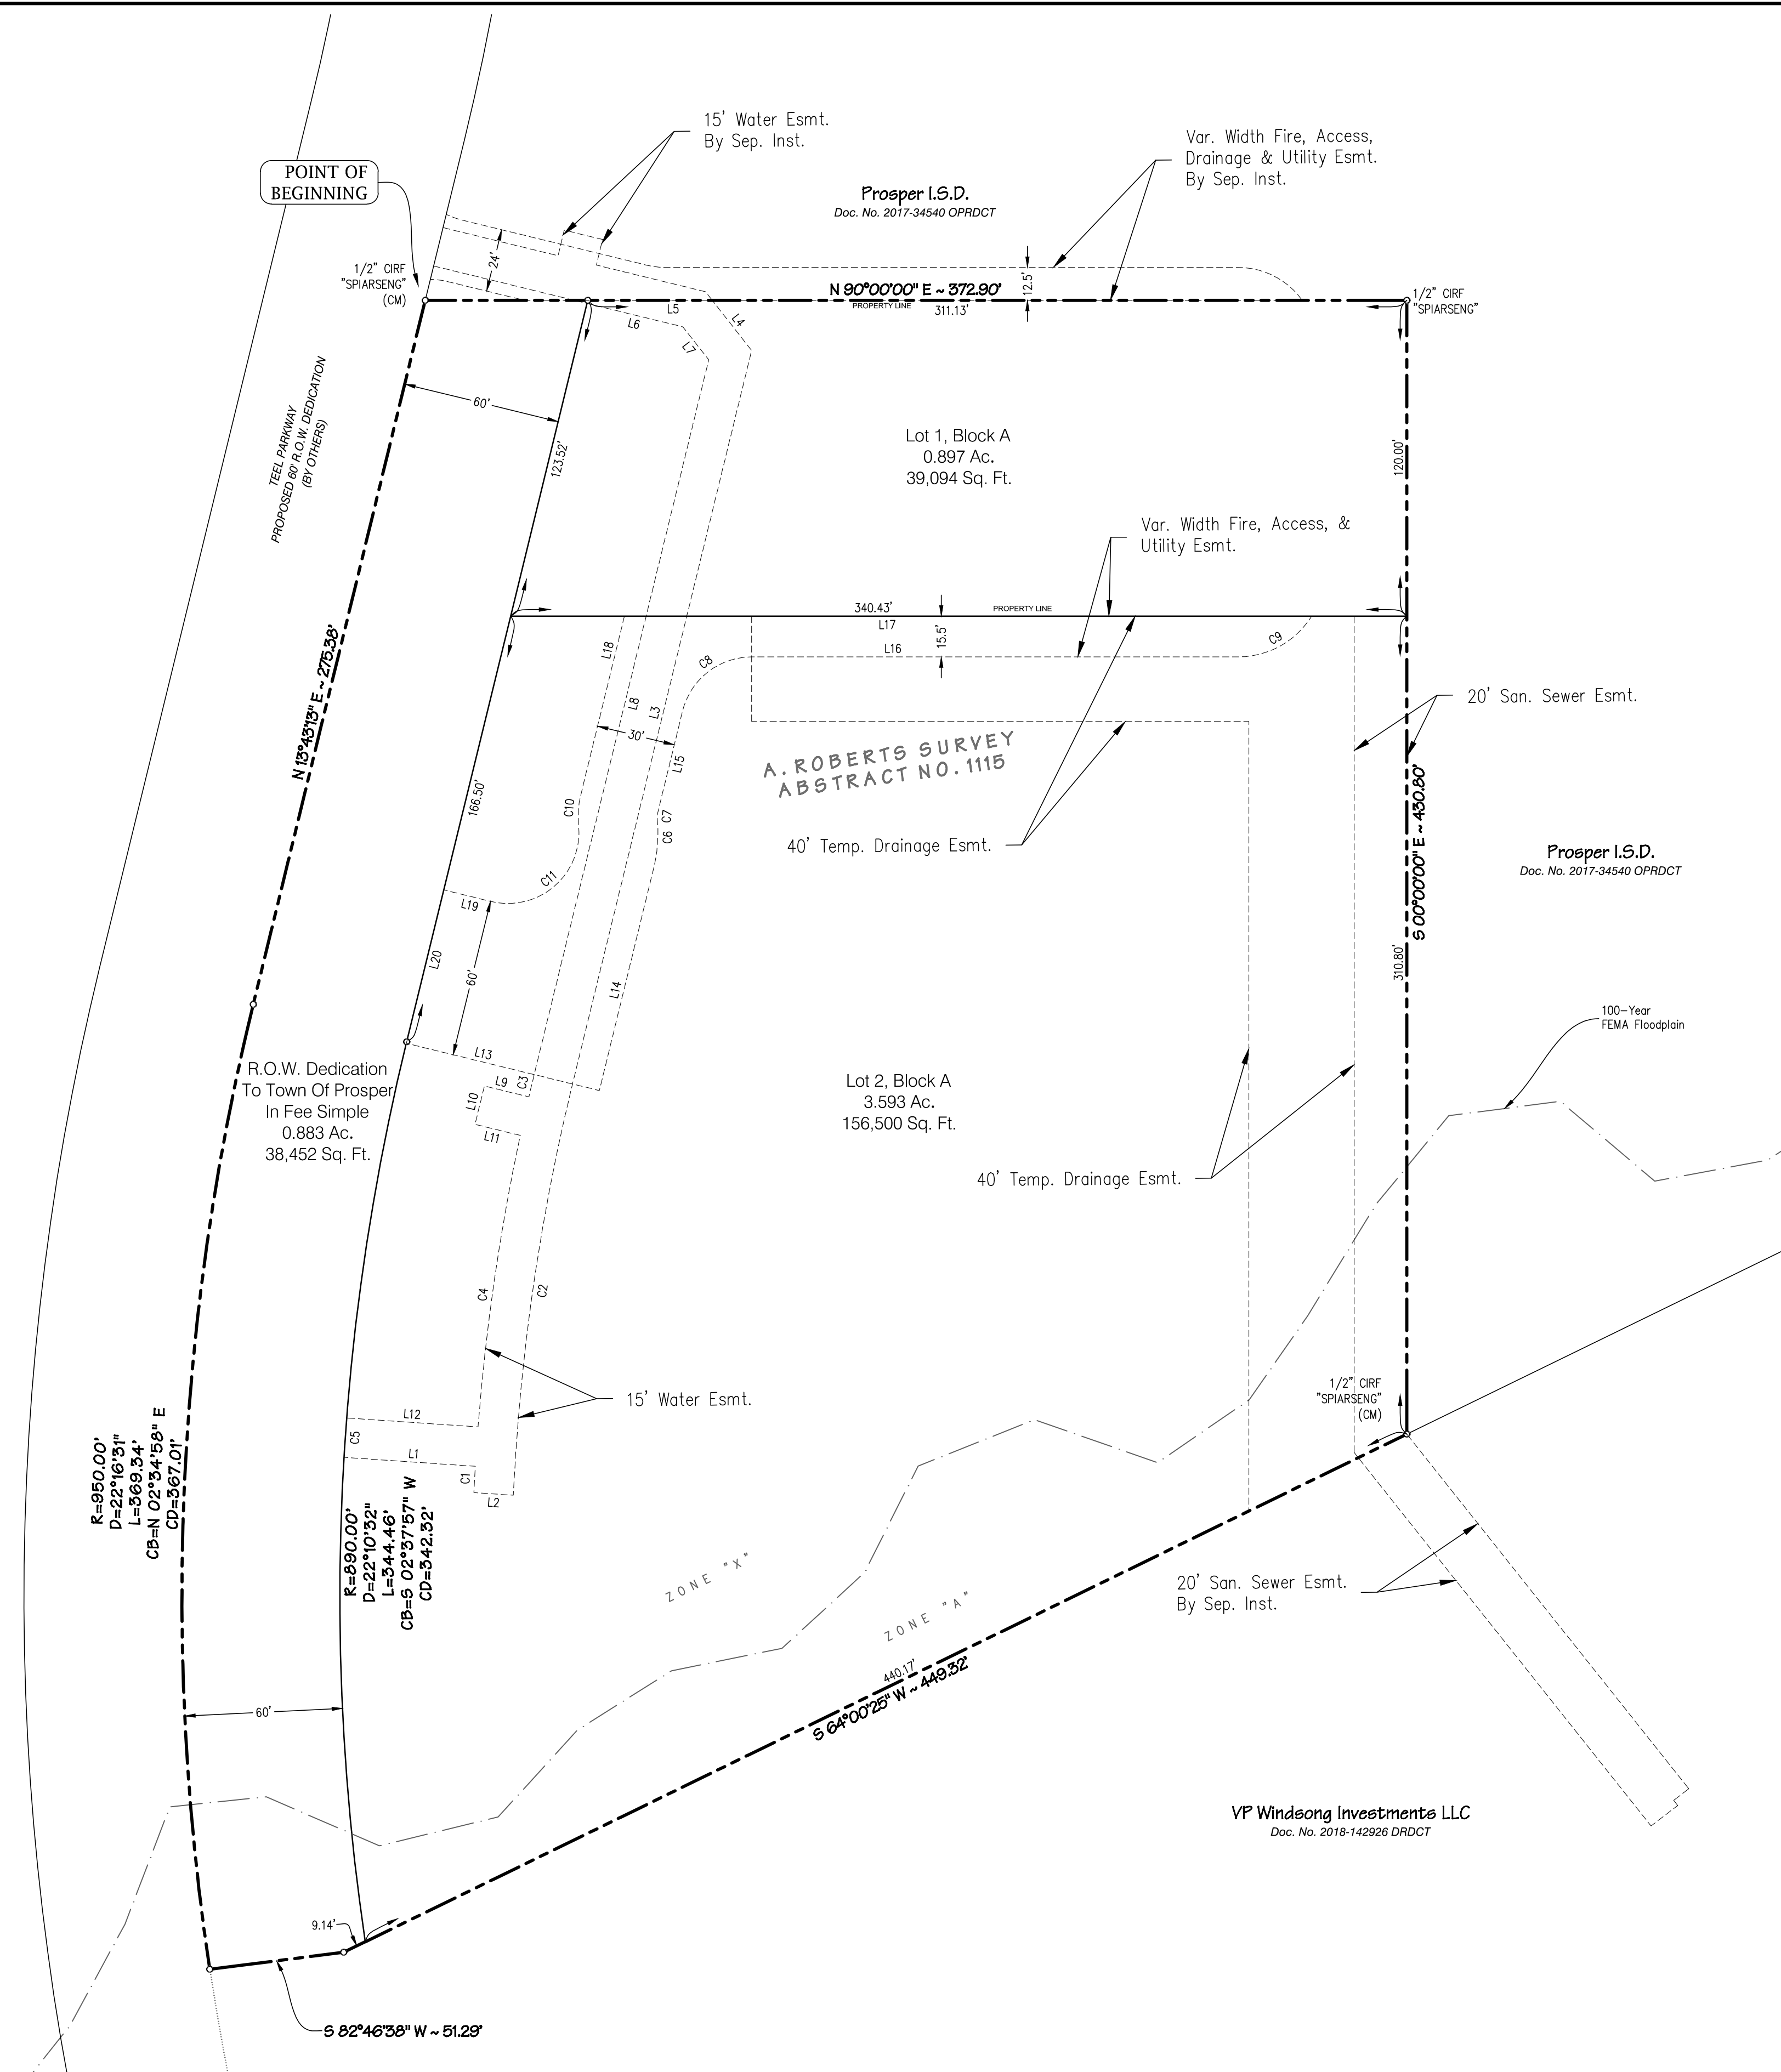 15' Water Esmt.
By Sep. Inst.
Var. Width Fire, Access,
Drainage & Utility Esmt.
By Sep. Inst.
POINT OF
BEGINNING
Prosper I.S.D.
Doc. No. 2017-34540 OPRDCT
24'
1/2" CIRF
"SPIARSENG"
(CM)
12.5'
N 90°00'00" E ~ 372.90'
PROPERTY LINE
311.13'
1/2" CIRF
"SPIARSENG"
L5
L6
L4
L7
TEEL PARKWAY
PROPOSED 60' R.O.W. DEDICATION
(BY OTHERS)
60'
123.52'
Lot 1, Block A
0.897 Ac.
39,094 Sq. Ft.
120.00'
Var. Width Fire, Access, &
Utility Esmt.
340.43'
PROPERTY LINE
L17
15.5'
L16
C9
C8
L18
L8
L3
30'
L15
N 13°43'13" E ~ 275.38'
20' San. Sewer Esmt.
A. ROBERTS SURVEY
ABSTRACT NO. 1115
166.50'
C10
C7
C6
40' Temp. Drainage Esmt.
S 00°00'00" E ~ 430.80'
Prosper I.S.D.
Doc. No. 2017-34540 OPRDCT
C11
L19
L20
60'
L14
310.80'
100-Year
FEMA Floodplain
L13
R.O.W. Dedication
To Town Of Prosper
In Fee Simple
0.883 Ac.
38,452 Sq. Ft.
L9
C3
L10
L11
Lot 2, Block A
3.593 Ac.
156,500 Sq. Ft.
40' Temp. Drainage Esmt.
C4
C2
15' Water Esmt.
1/2" CIRF
"SPIARSENG"
(CM)
L12
C5
L1
C1
L2
R=950.00'
D=22°16'31"
L=369.34'
CB=N 02°34'58" E
CD=367.01'
R=890.00'
D=22°10'32"
L=344.46'
CB=S 02°37'57" W
CD=342.32'
ZONE "X"
ZONE "A"
20' San. Sewer Esmt.
By Sep. Inst.
440.17'
S 64°00'25" W ~ 449.32'
60'
VP Windsong Investments LLC
Doc. No. 2018-142926 DRDCT
9.14'
S 82°46'38" W ~ 51.29'